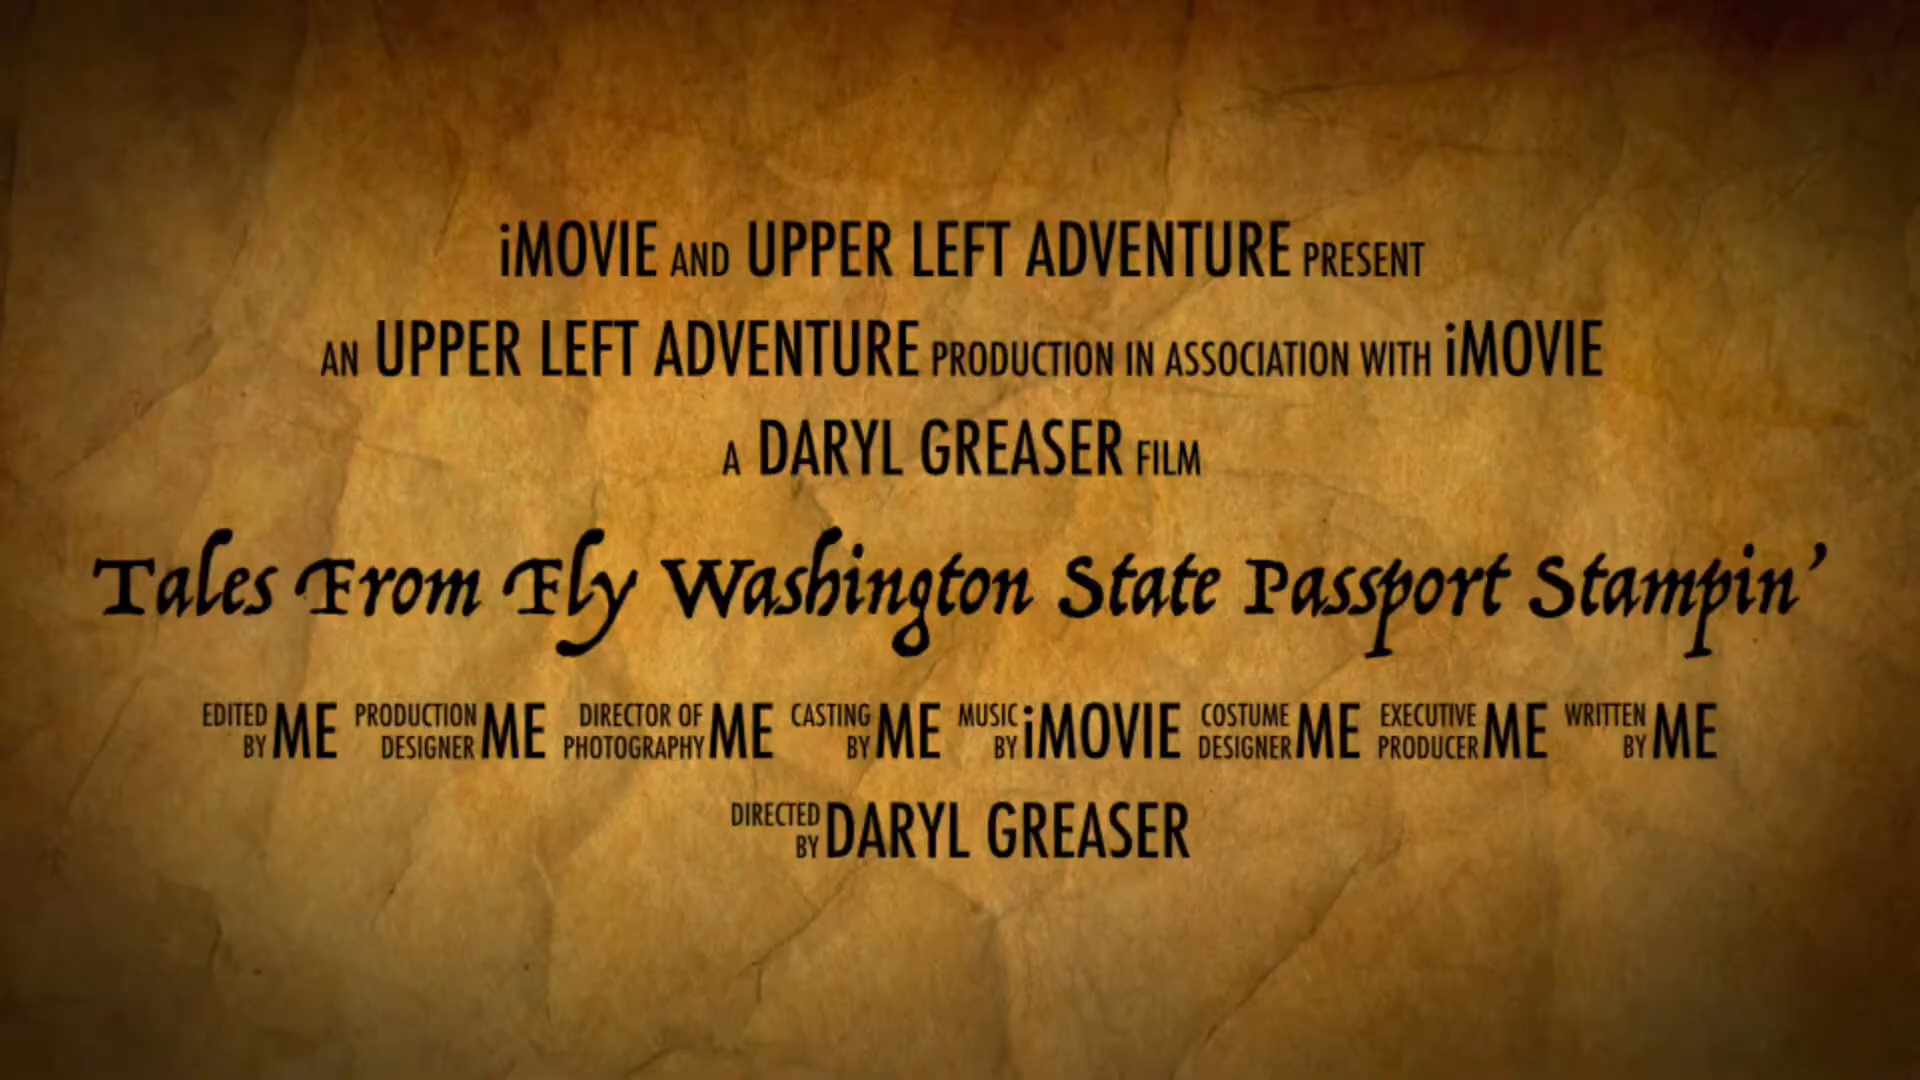 iMOVIE AND UPPER LEFT ADVENTURE PRESENT
AN UPPER LEFT ADVENTURE PRODUCTION IN ASSOCIATION WITH iMOVIE
A DARYL GREASER FILM
Tales From Fly Washington State Passport Stampin’
EDITED BY ME PRODUCTION DESIGNER ME DIRECTOR OF PHOTOGRAPHY ME CASTING BY ME MUSIC BY iMOVIE COSTUME DESIGNER ME EXECUTIVE PRODUCER ME WRITTEN BY ME
DIRECTED BY DARYL GREASER